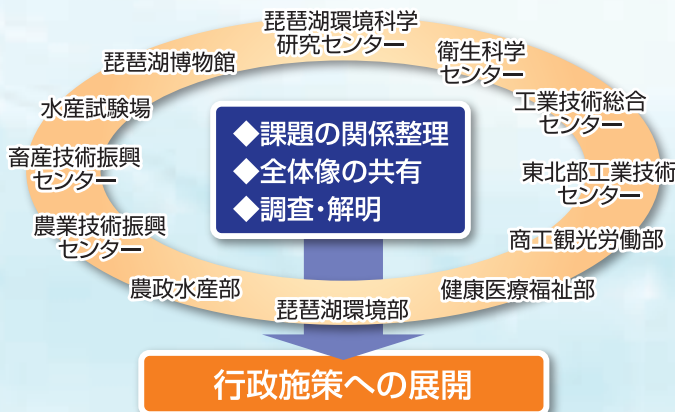 琵琶湖環境科学
研究センター
衛生科学
センター
琵琶湖博物館
工業技術総合
センター
水産試験場
畜産技術振興
センター
東北部工業技術
センター
農業技術振興
センター
商工観光労働部
農政水産部
健康医療福祉部
琵琶湖環境部
◆課題の関係整理
◆全体像の共有
◆調査・解明
行政施策への展開